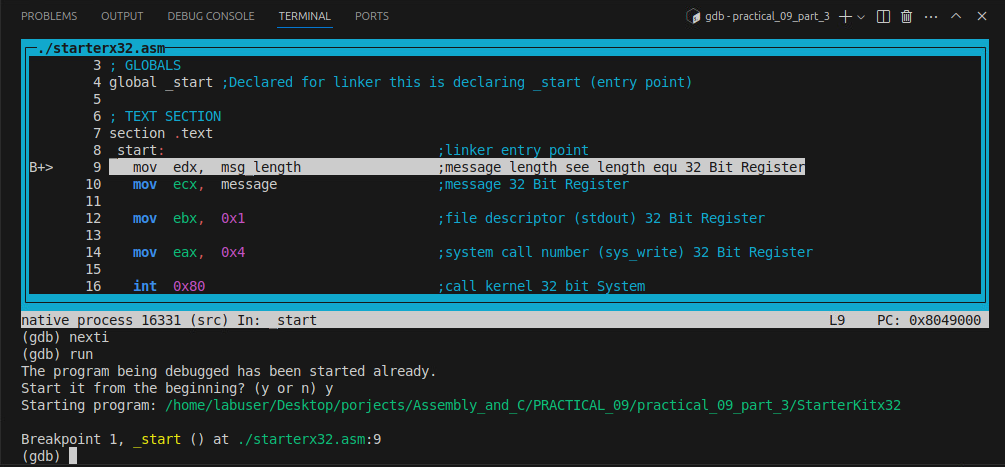 PROBLEMS OUTPUT DEBUG CONSOLE TERMINAL PORTS gdb - practical_09_part_3
./starterx32.asm
3 ; GLOBALS
4 global _start ;Declared for linker this is declaring _start (entry point)
5
6 ; TEXT SECTION
7 section .text
8 _start: ;linker entry point
B+> 9 mov edx, msg_length ;message length see length equ 32 Bit Register
10 mov ecx, message ;message 32 Bit Register
11
12 mov ebx, 0x1 ;file descriptor (stdout) 32 Bit Register
13
14 mov eax, 0x4 ;system call number (sys_write) 32 Bit Register
15
16 int 0x80 ;call kernel 32 bit System
native process 16331 (src) In: _start L9 PC: 0x8049000
(gdb) nexti
(gdb) run
The program being debugged has been started already.
Start it from the beginning? (y or n) y
Starting program: /home/labuser/Desktop/porjects/Assembly_and_C/PRACTICAL_09/practical_09_part_3/StarterKitx32
Breakpoint 1, _start () at ./starterx32.asm:9
(gdb)